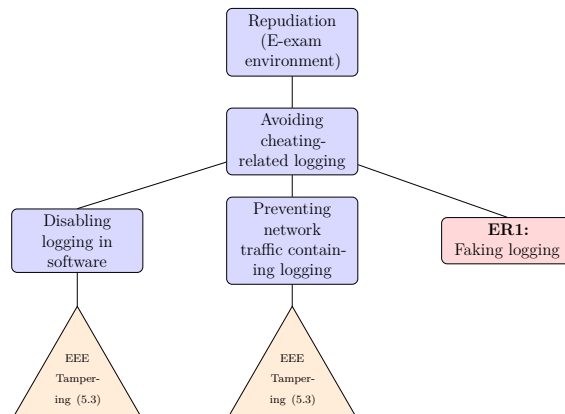 Repudiation
(E-exam
environment)
Avoiding
cheating-
related logging
Disabling
logging in
software
Preventing
network
traffic contain-
ing logging
ER1:
Faking logging
EEE
Tamper-
ing (5.3)
EEE
Tamper-
ing (5.3)